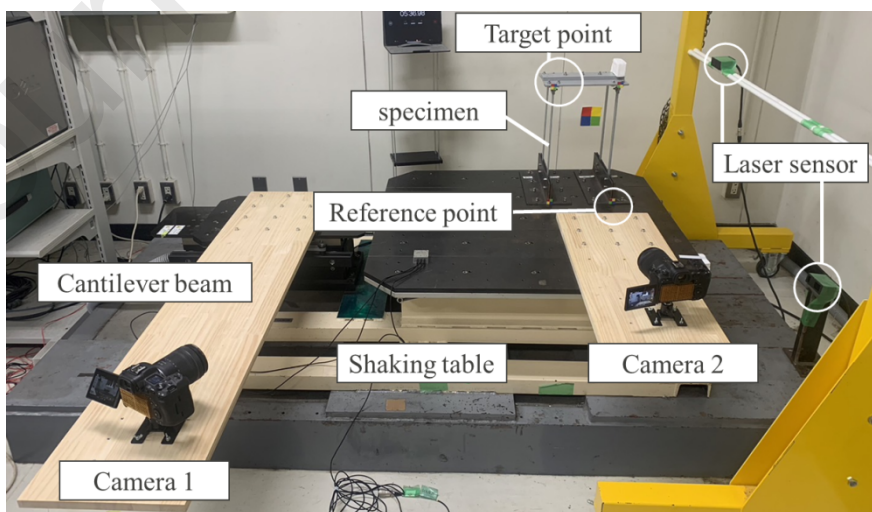 Target point
specimen
Laser sensor
Reference point
Cantilever beam
Shaking table
Camera 2
Camera 1